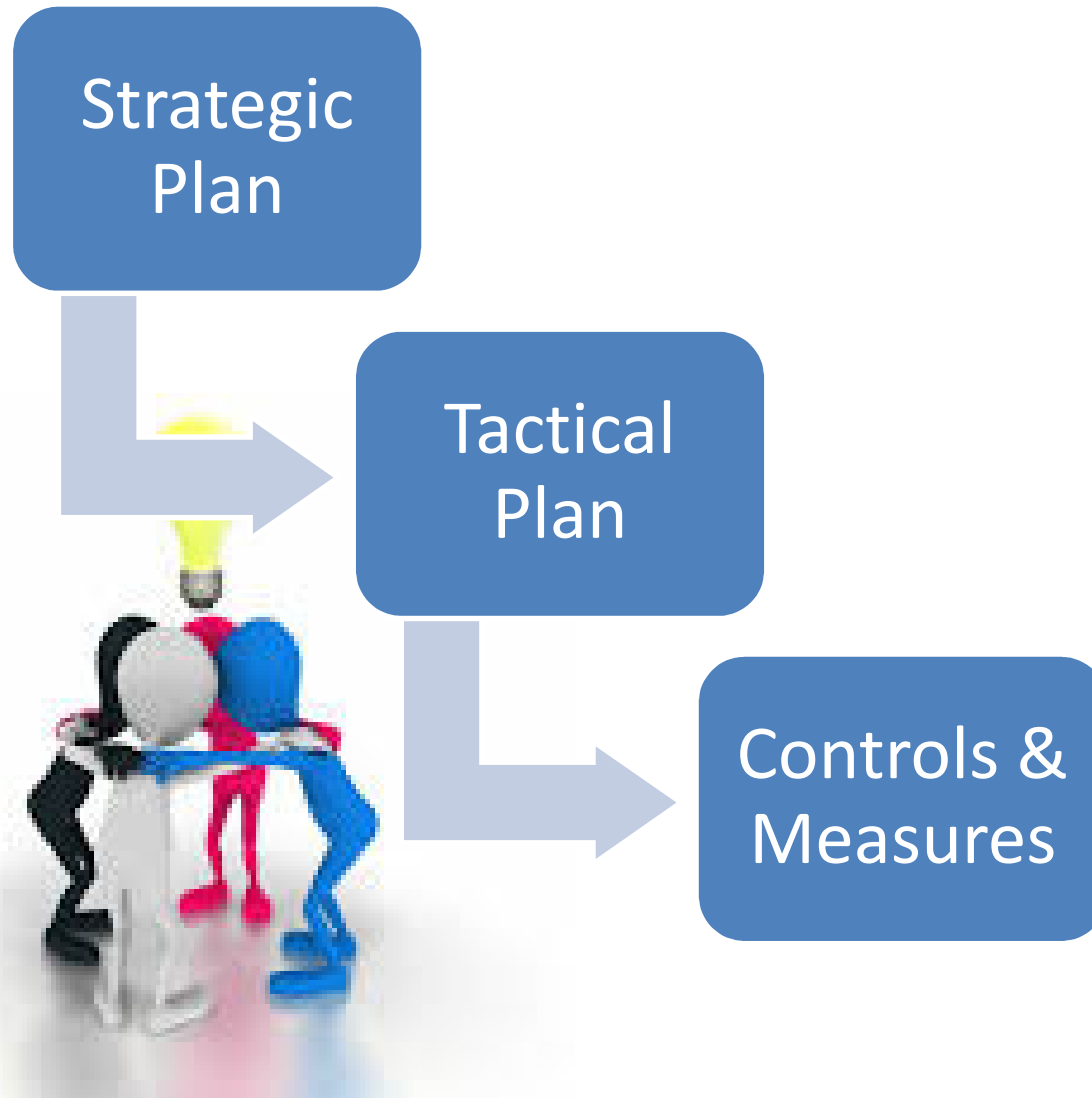 Strategic
Plan
Tactical
Plan
Controls &
Measures